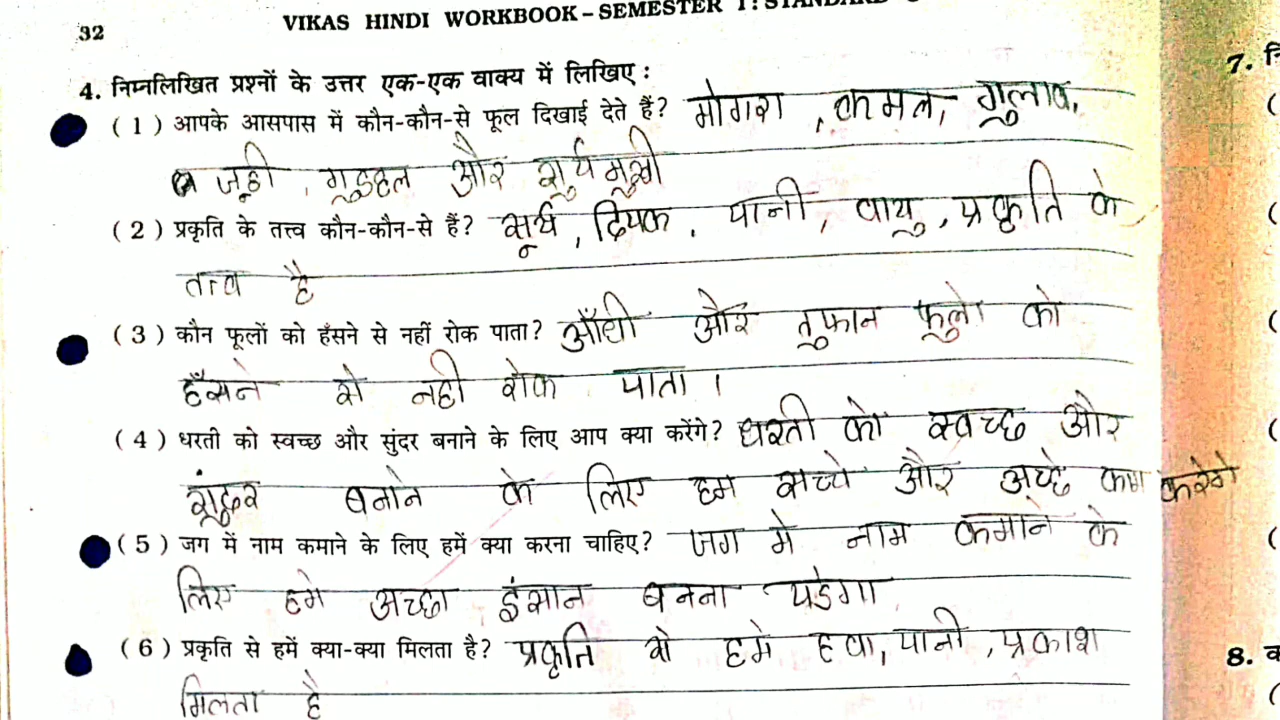 32 VIKAS HINDI WORKBOOK – SEMESTER 1 : STANDARD
4. निम्नलिखित प्रश्नों के उत्तर एक-एक वाक्य में लिखिए :
7.
( 1 ) आपके आसपास में कौन-कौन-से फूल दिखाई देते हैं? मोगरा , कमल, गुलाब,
जूही , गुड़हल और सुर्यमुखी
( 2 ) प्रकृति के तत्त्व कौन-कौन-से हैं? सूर्य , दिपक , पानी , वायु , प्रकृति के
तत्त्व है
( 3 ) कौन फूलों को हँसने से नहीं रोक पाता? आँधी और तुफान फुलो को
हँसने से नही रोक पाता ।
( 4 ) धरती को स्वच्छ और सुंदर बनाने के लिए आप क्या करेंगे? धरती को स्वच्छ और
सुंदर बनाने के लिए हम सच्चे और अच्छे काम करेगे
( 5 ) जग में नाम कमाने के लिए हमें क्या करना चाहिए? जग मे नाम कमाने के
लिए हमे अच्छा इंसान बनना पडेगा
( 6 ) प्रकृति से हमें क्या-क्या मिलता है? प्रकृति से हमे हवा, पानी , प्रकाश
8.
मिलता है